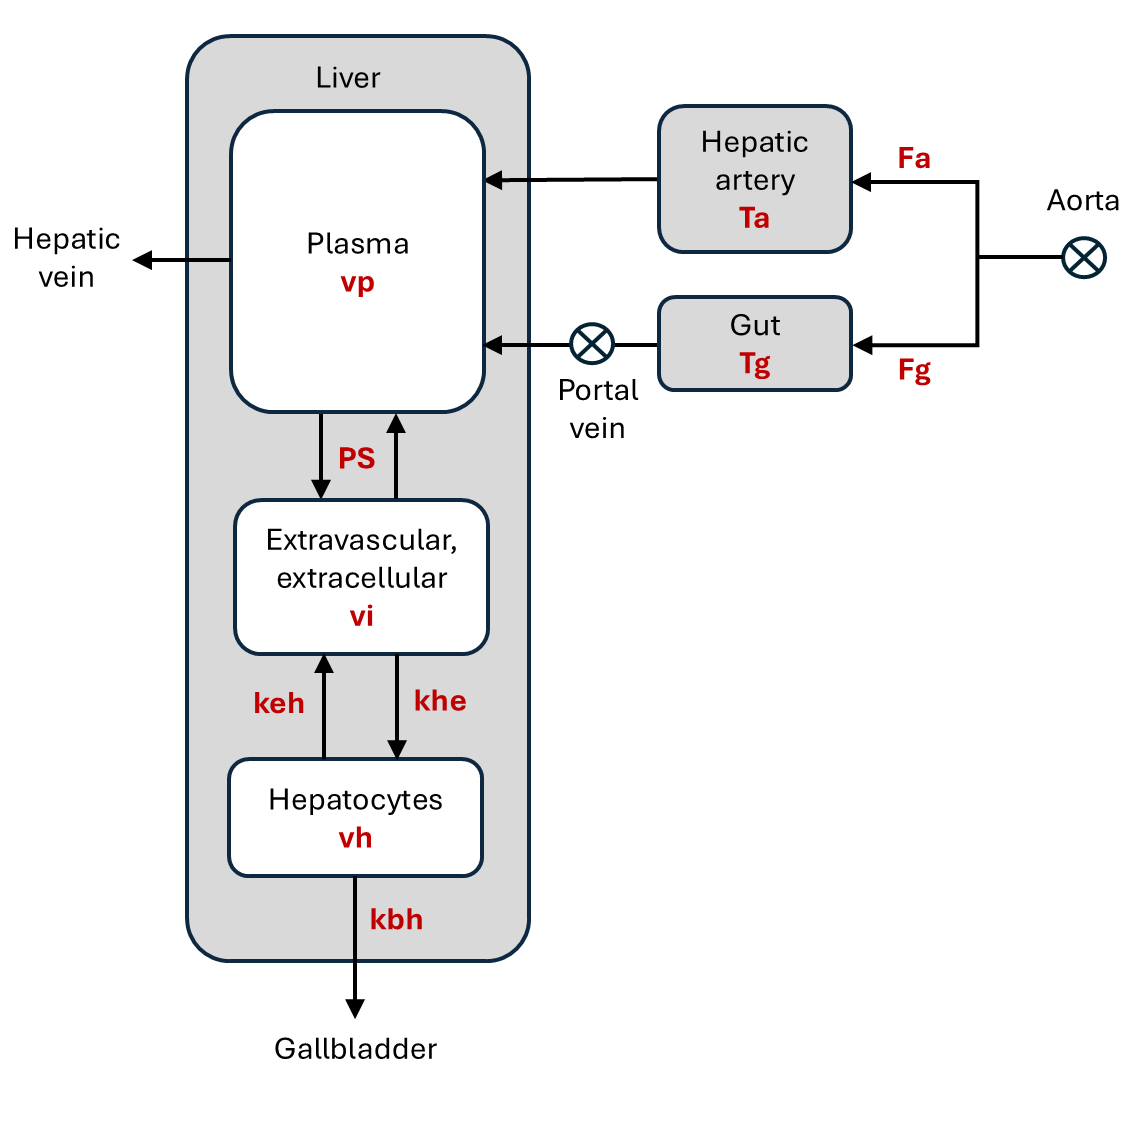 Liver
Hepatic
artery
Ta
Fa
Aorta
Hepatic
vein
Plasma
vp
Gut
Tg
Fg
Portal
vein
PS
Extravascular,
extracellular
vi
keh
khe
Hepatocytes
vh
kbh
Gallbladder